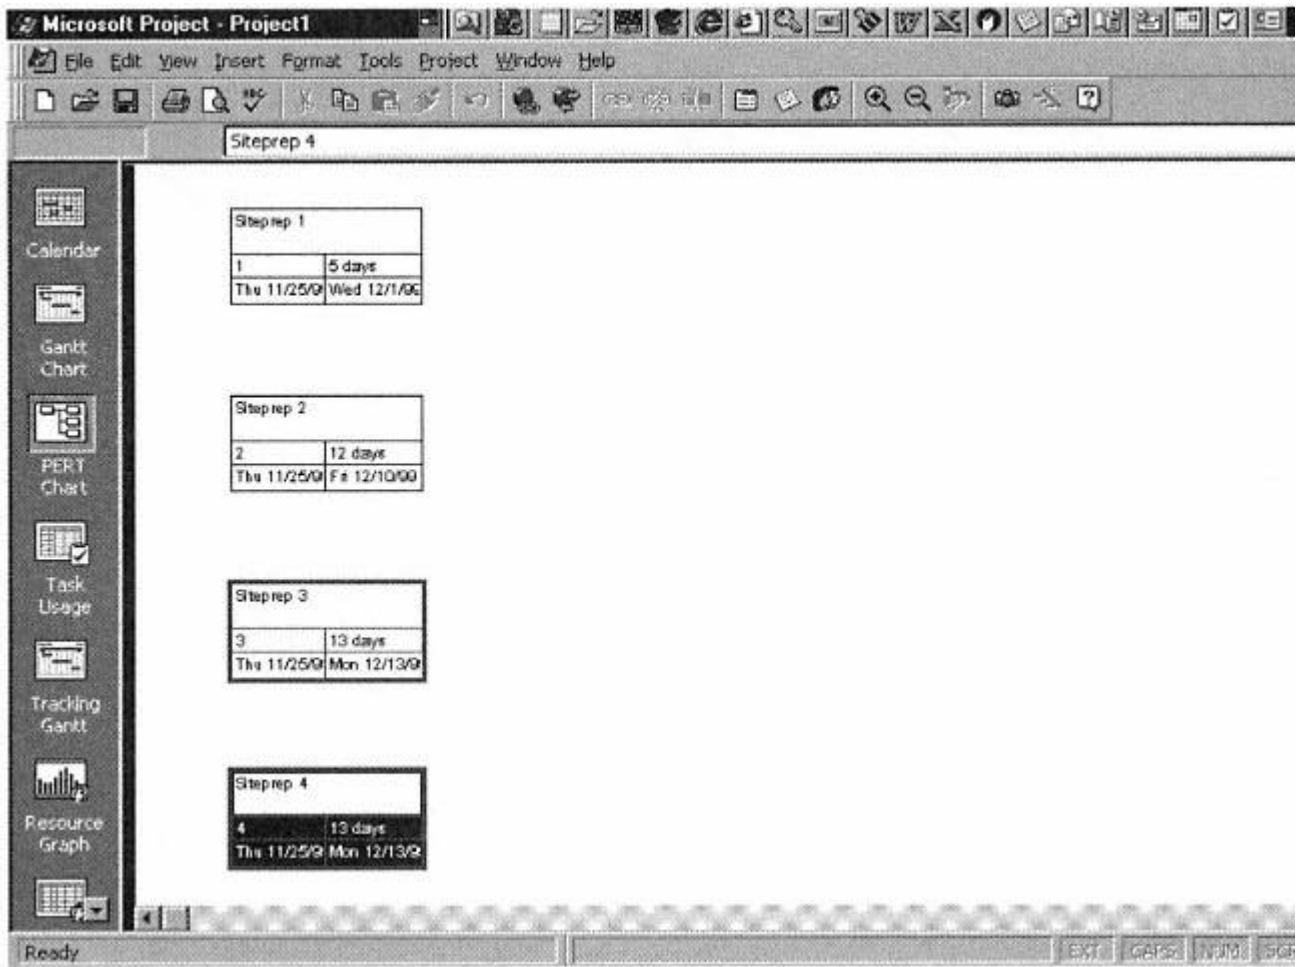 Microsoft Project - Project1
File Edit View Insert Format Tools Project Window Help
Siteprep 4
Calendar
Gantt
Chart
PERT
Chart
Task
Usage
Tracking
Gantt
Resource
Graph
Siteprep 1
1 5 days
Thu 11/25/9 Wed 12/1/99
Siteprep 2
2 12 days
Thu 11/25/9 Fri 12/10/99
Siteprep 3
3 13 days
Thu 11/25/9 Mon 12/13/9
Siteprep 4
4 13 days
Thu 11/25/9 Mon 12/13/9
Ready
EXT CAPS NUM SCR